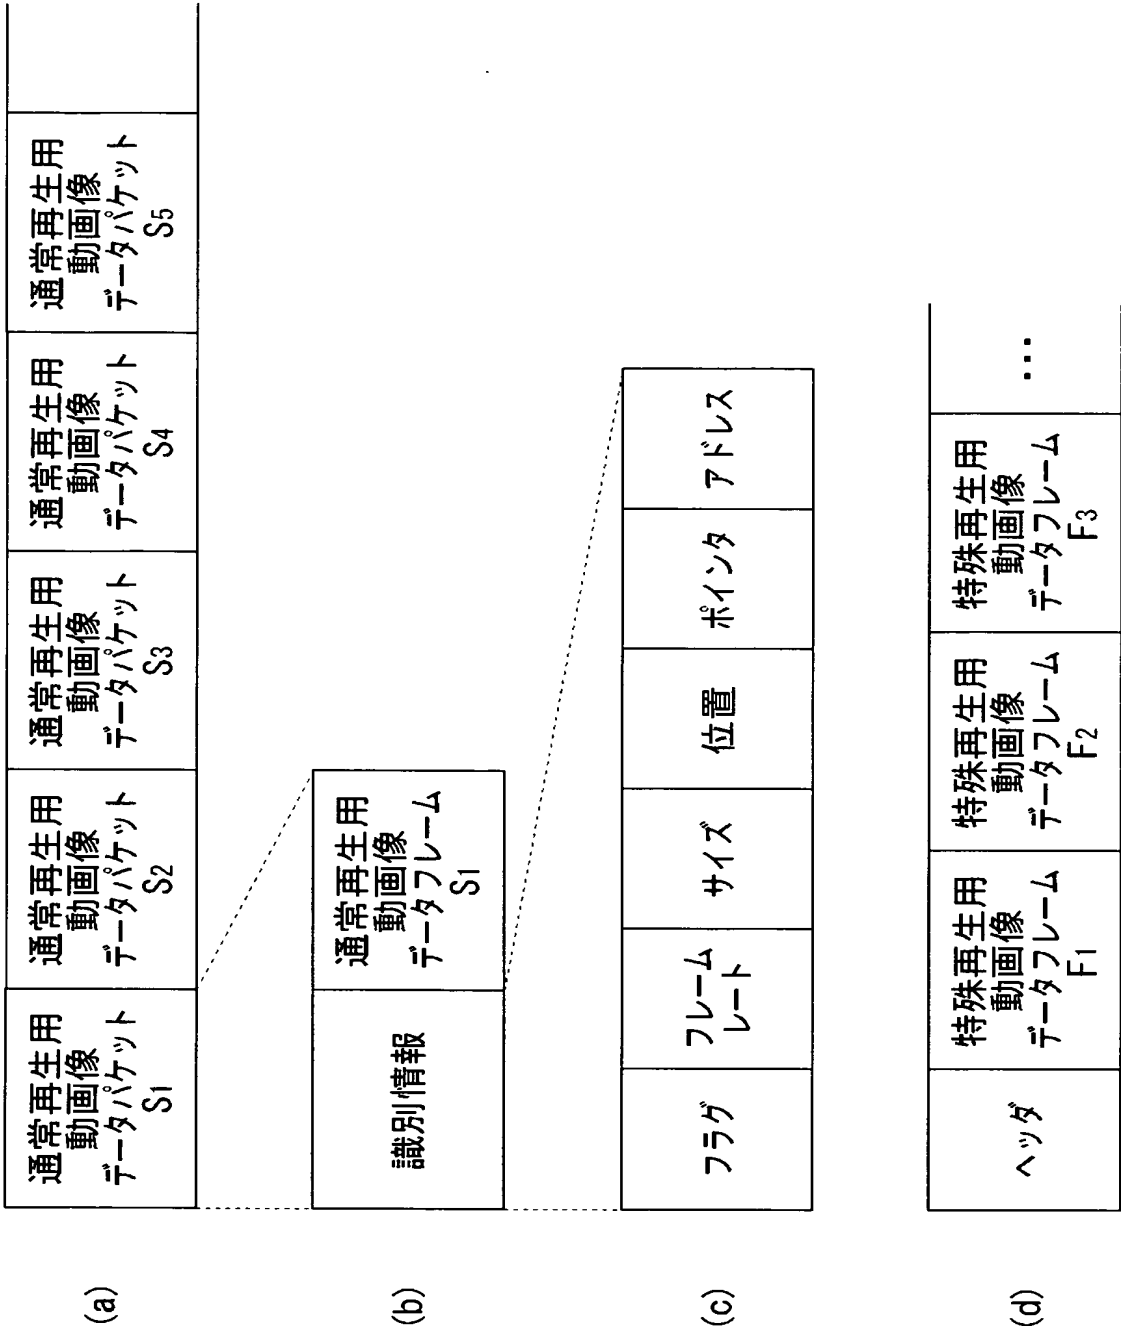 (a)
通常再生用
動画像
データパケット
S1
通常再生用
動画像
データパケット
S2
通常再生用
動画像
データパケット
S3
通常再生用
動画像
データパケット
S4
通常再生用
動画像
データパケット
S5
(b)
識別情報
通常再生用
動画像
データフレーム
S1
(c)
フラグ
フレーム
レート
サイズ
位置
ポインタ
アドレス
(d)
ヘッダ
特殊再生用
動画像
データフレーム
F1
特殊再生用
動画像
データフレーム
F2
特殊再生用
動画像
データフレーム
F3
...